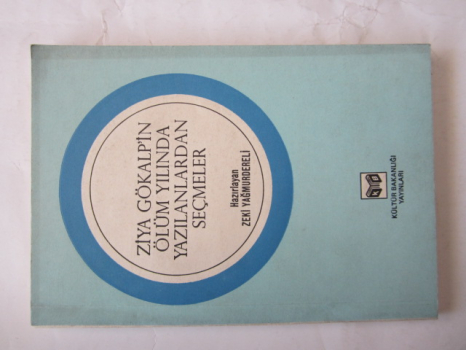 ZİYA GÖKALP'İN
ÖLÜM YILINDA
YAZILANLARDAN
SEÇMELER
Hazırlayan
ZEKİ YAĞMURDERELİ
KÜLTÜR BAKANLIĞI
YAYINLARI